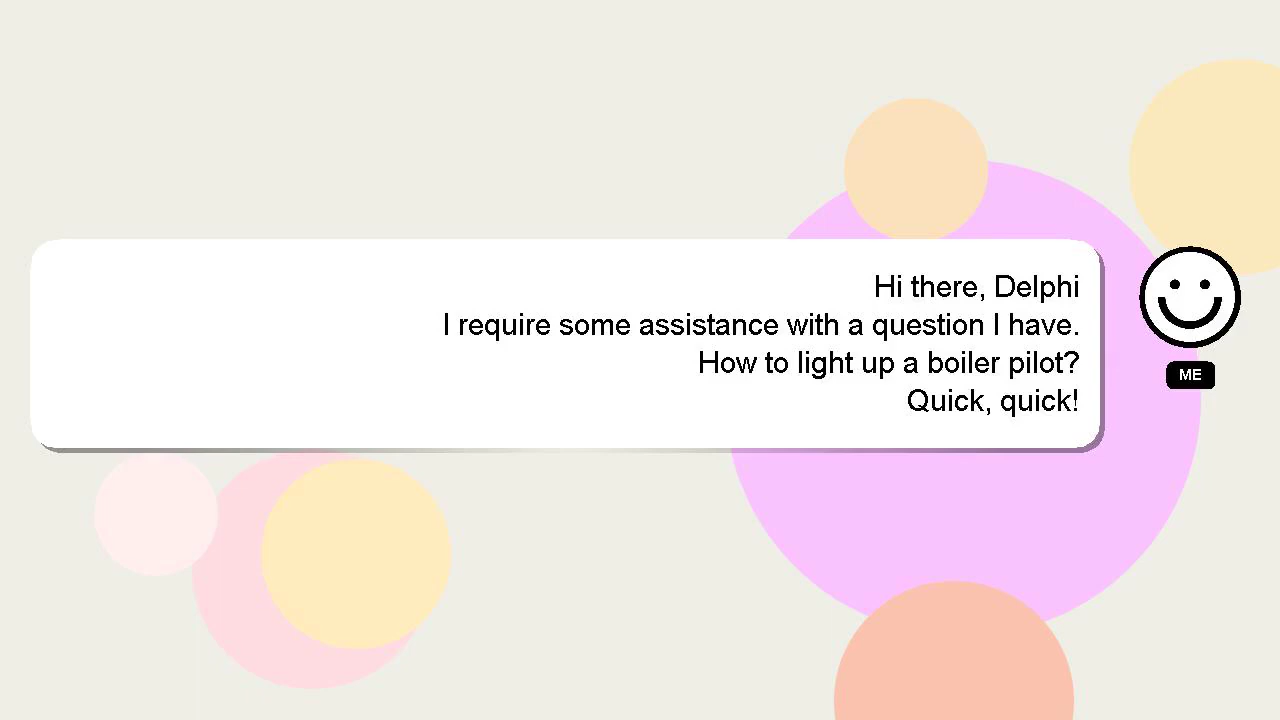 Hi there, Delphi
I require some assistance with a question I have.
How to light up a boiler pilot?
Quick, quick!
ME